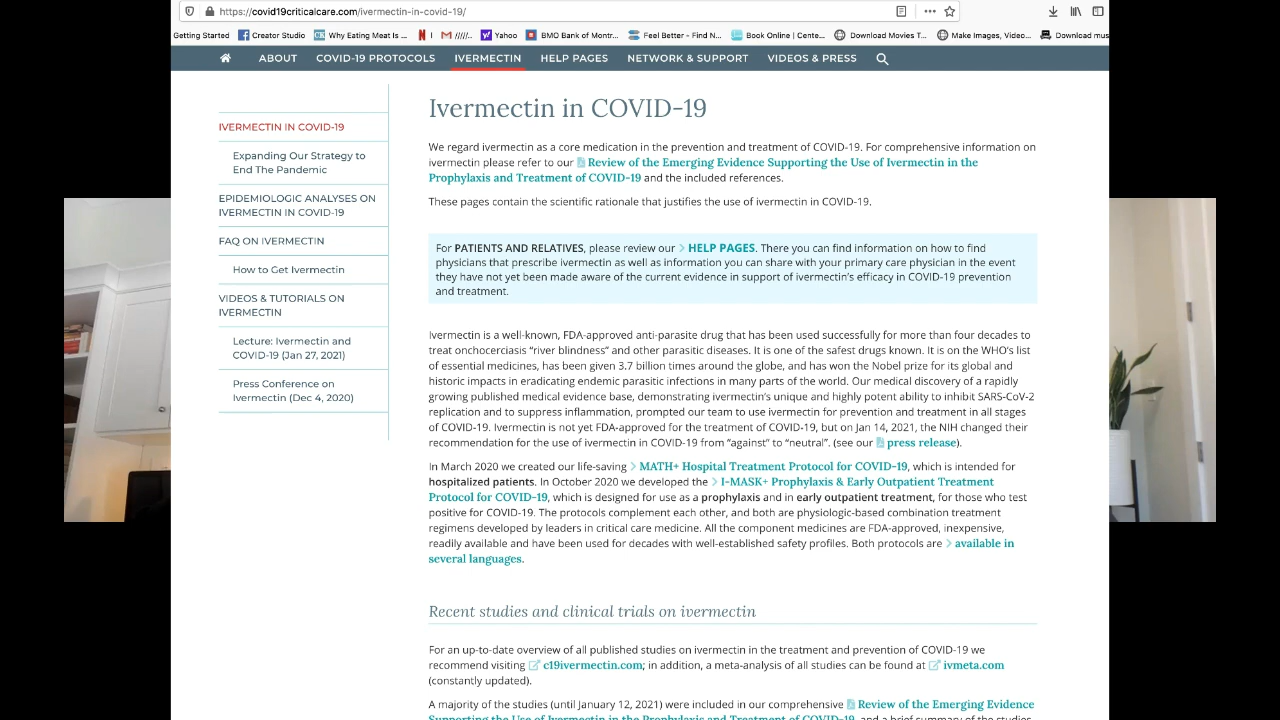 https://covid19criticalcare.com/ivermectin-in-covid-19/
Getting Started Creator Studio CK Why Eating Meat Is ... N I M /////.. Yahoo BMO Bank of Montr... Feel Better - Find N... Book Online | Cente... Download Movies T... Make Images, Video... Download mus
ABOUT COVID-19 PROTOCOLS IVERMECTIN HELP PAGES NETWORK & SUPPORT VIDEOS & PRESS
IVERMECTIN IN COVID-19
Expanding Our Strategy to
End The Pandemic
EPIDEMIOLOGIC ANALYSES ON
IVERMECTIN IN COVID-19
FAQ ON IVERMECTIN
How to Get Ivermectin
VIDEOS & TUTORIALS ON
IVERMECTIN
Lecture: Ivermectin and
COVID-19 (Jan 27, 2021)
Press Conference on
Ivermectin (Dec 4, 2020)
Ivermectin in COVID-19
We regard ivermectin as a core medication in the prevention and treatment of COVID-19. For comprehensive information on
ivermectin please refer to our Review of the Emerging Evidence Supporting the Use of Ivermectin in the
Prophylaxis and Treatment of COVID-19 and the included references.
These pages contain the scientific rationale that justifies the use of ivermectin in COVID-19.
For PATIENTS AND RELATIVES, please review our > HELP PAGES. There you can find information on how to find
physicians that prescribe ivermectin as well as information you can share with your primary care physician in the event
they have not yet been made aware of the current evidence in support of ivermectin's efficacy in COVID-19 prevention
and treatment.
Ivermectin is a well-known, FDA-approved anti-parasite drug that has been used successfully for more than four decades to
treat onchocerciasis "river blindness" and other parasitic diseases. It is one of the safest drugs known. It is on the WHO's list
of essential medicines, has been given 3.7 billion times around the globe, and has won the Nobel prize for its global and
historic impacts in eradicating endemic parasitic infections in many parts of the world. Our medical discovery of a rapidly
growing published medical evidence base, demonstrating ivermectin's unique and highly potent ability to inhibit SARS-CoV-2
replication and to suppress inflammation, prompted our team to use ivermectin for prevention and treatment in all stages
of COVID-19. Ivermectin is not yet FDA-approved for the treatment of COVID-19, but on Jan 14, 2021, the NIH changed their
recommendation for the use of ivermectin in COVID-19 from "against" to "neutral". (see our press release).
In March 2020 we created our life-saving > MATH+ Hospital Treatment Protocol for COVID-19, which is intended for
hospitalized patients. In October 2020 we developed the > I-MASK+ Prophylaxis & Early Outpatient Treatment
Protocol for COVID-19, which is designed for use as a prophylaxis and in early outpatient treatment, for those who test
positive for COVID-19. The protocols complement each other, and both are physiologic-based combination treatment
regimens developed by leaders in critical care medicine. All the component medicines are FDA-approved, inexpensive,
readily available and have been used for decades with well-established safety profiles. Both protocols are > available in
several languages.
Recent studies and clinical trials on ivermectin
For an up-to-date overview of all published studies on ivermectin in the treatment and prevention of COVID-19 we
recommend visiting c19ivermectin.com; in addition, a meta-analysis of all studies can be found at ivmeta.com
(constantly updated).
A majority of the studies (until January 12, 2021) were included in our comprehensive Review of the Emerging Evidence
Supporting the Use of Ivermectin in the Prophylaxis and Treatment of COVID-19, and a brief summary of the studies